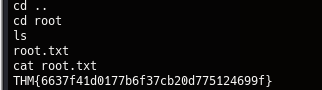 cd ..
cd root
ls
root.txt
cat root.txt
THM{6637f41d0177b6f37cb20d775124699f}